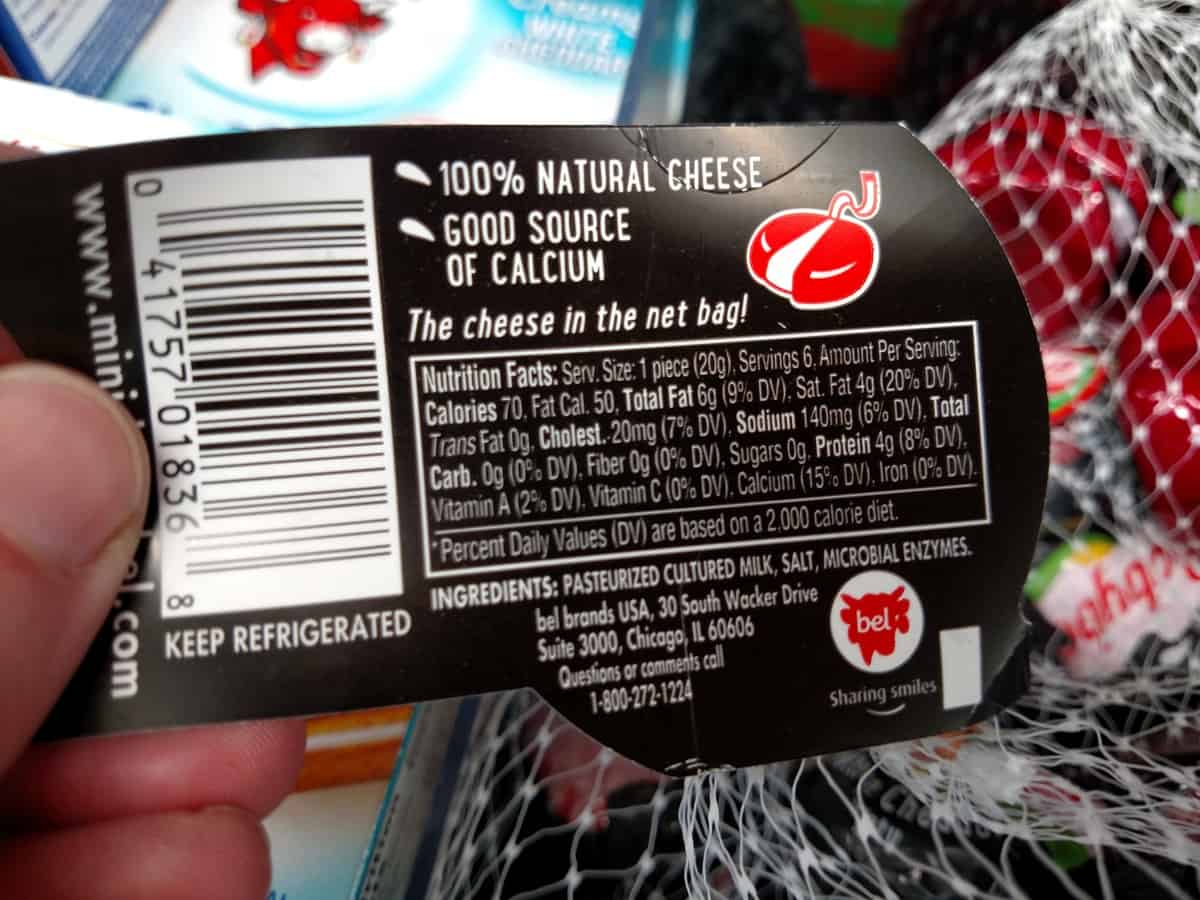 WHITE
100% NATURAL CHEESE
GOOD SOURCE
OF CALCIUM
The cheese in the net bag!
Nutrition Facts: Serv. Size: 1 piece (20g), Servings 6, Amount Per Serving:
Calories 70, Fat Cal. 50, Total Fat 6g (9% DV), Sat. Fat 4g (20% DV),
Trans Fat 0g, Cholest. 20mg (7% DV), Sodium 140mg (6% DV), Total
Carb. 0g (0% DV), Fiber 0g (0% DV), Sugars 0g, Protein 4g (8% DV),
Vitamin A (2% DV), Vitamin C (0% DV), Calcium (15% DV), Iron (0% DV).
*Percent Daily Values (DV) are based on a 2,000 calorie diet.
INGREDIENTS: PASTEURIZED CULTURED MILK, SALT, MICROBIAL ENZYMES.
bel brands USA, 30 South Wacker Drive
Suite 3000, Chicago, IL 60606
Questions or comments call
1-800-272-1224
bel
Sharing smiles
0 41757 01836 8
KEEP REFRIGERATED
www.mini
el.com